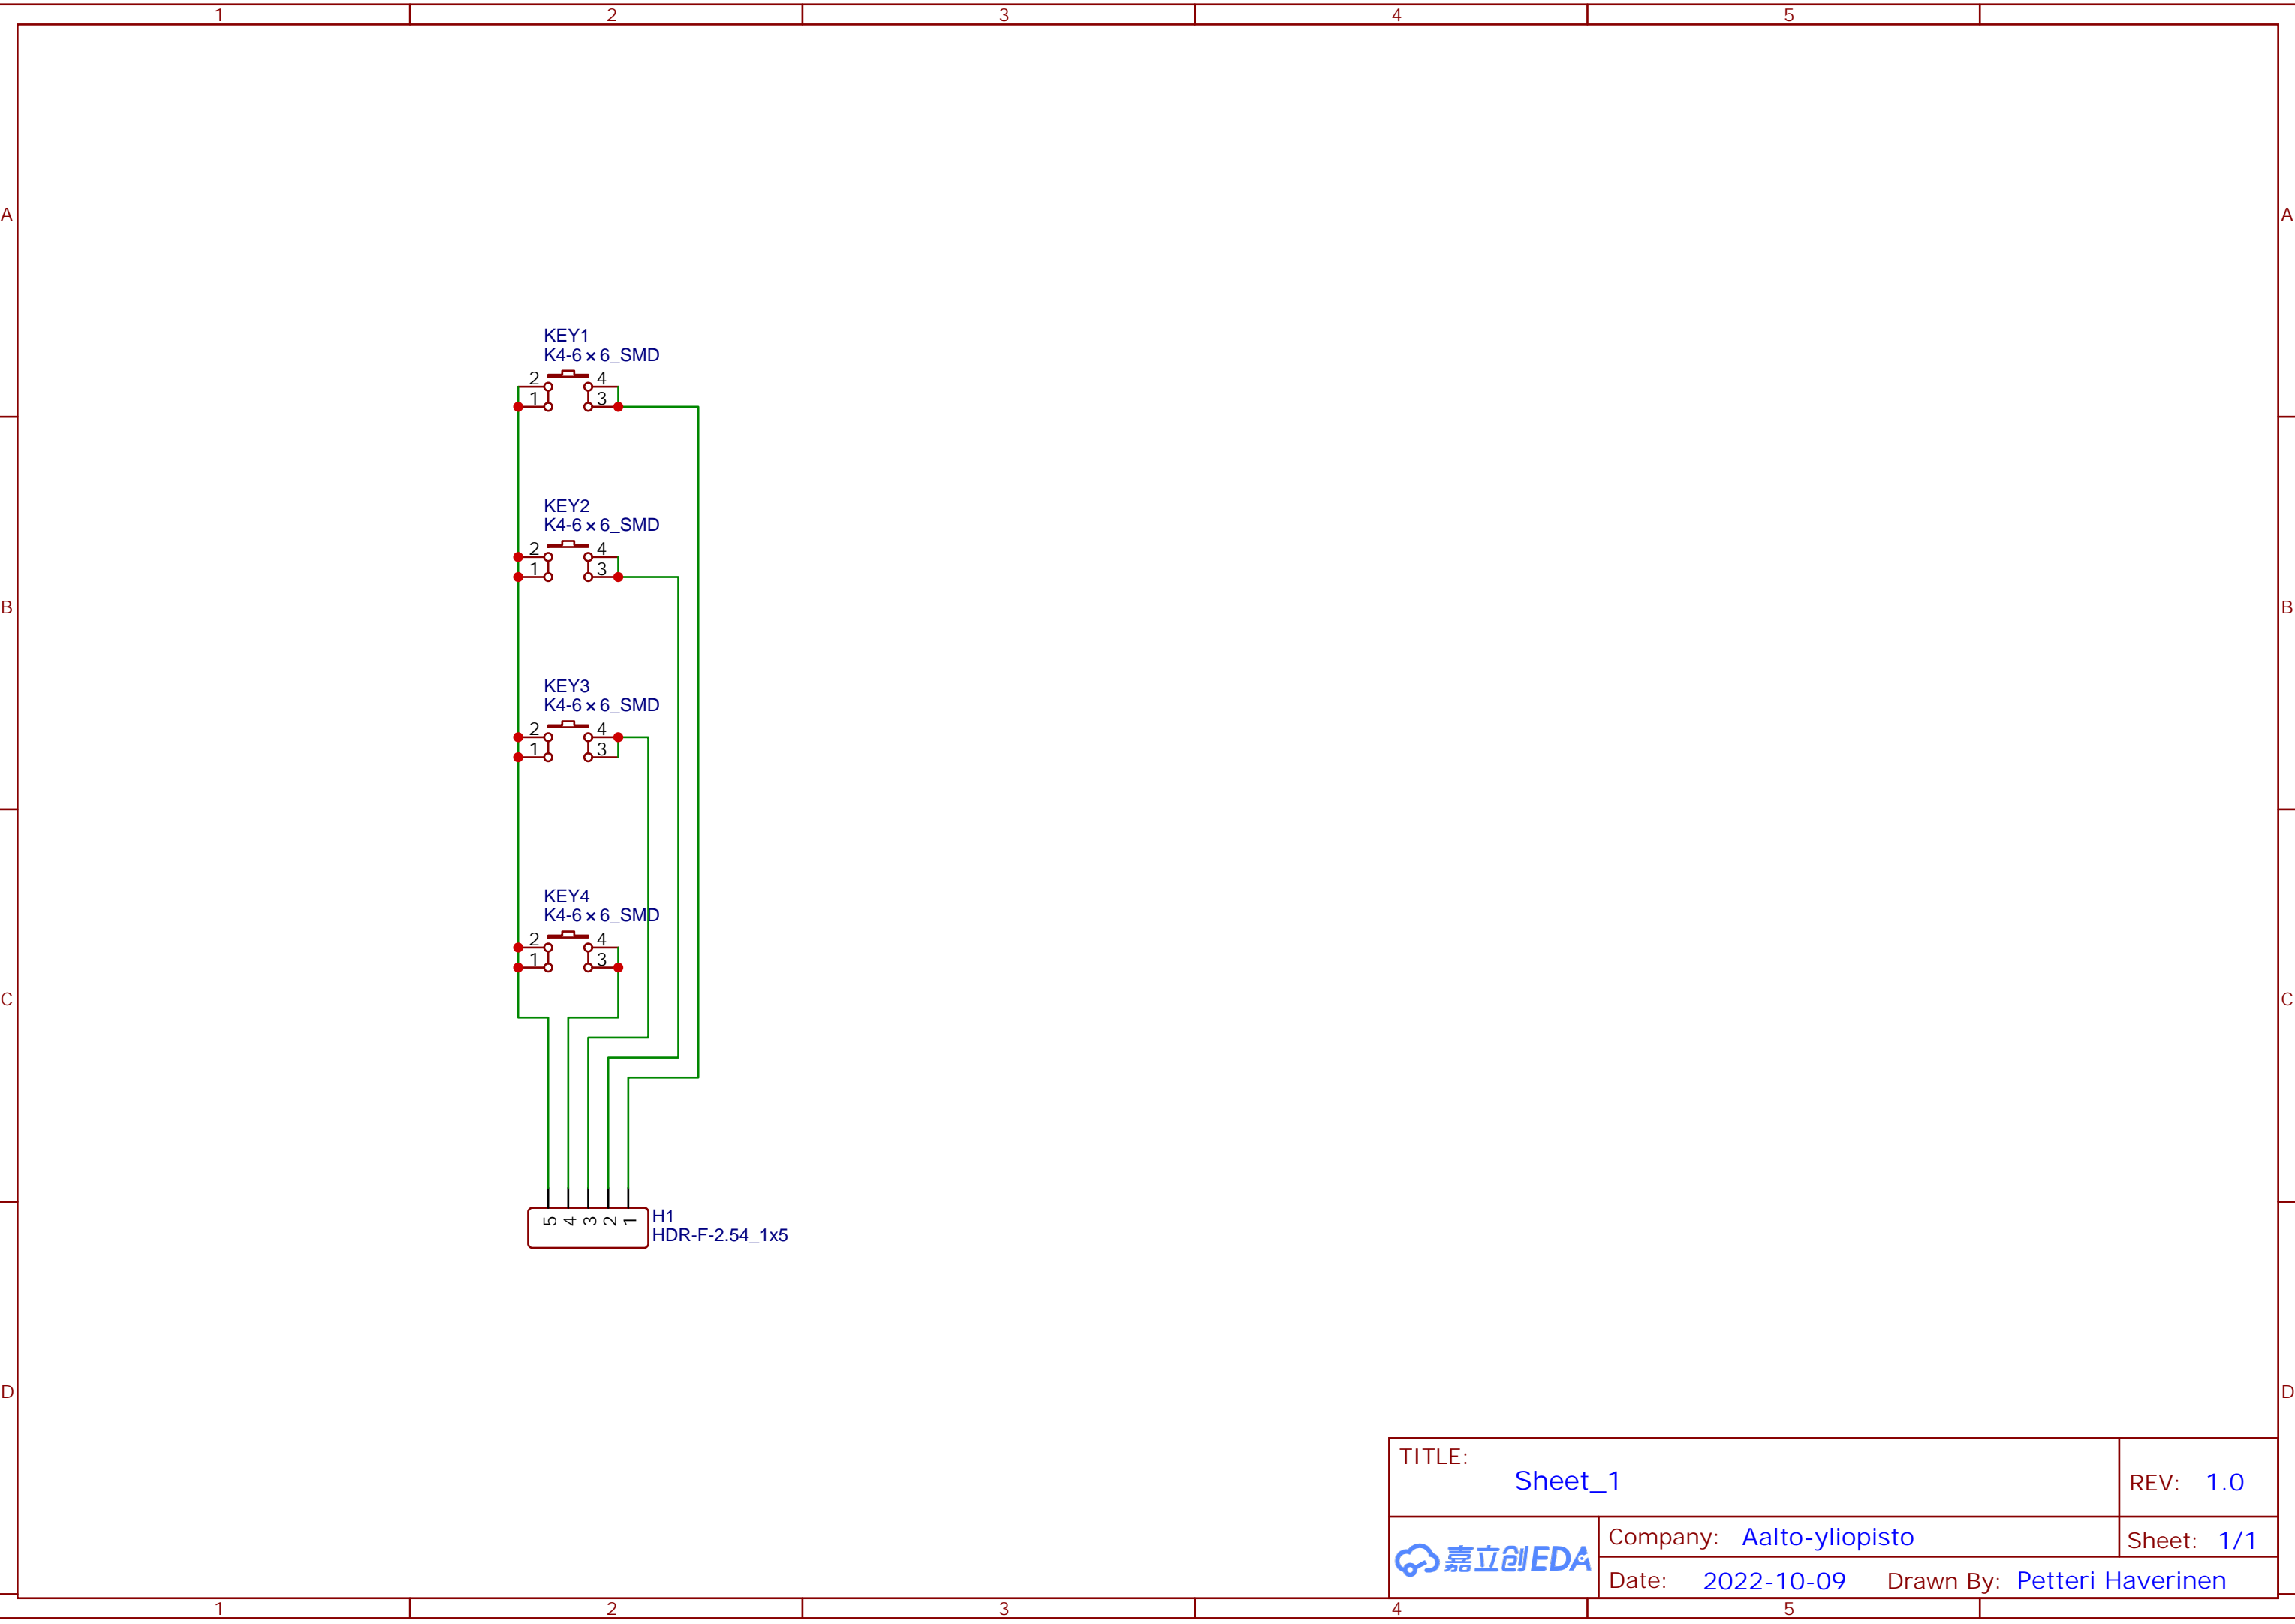 1 2 3 4 5
A A
KEY1
K4-6×6_SMD
2 4
1 3
KEY2
K4-6×6_SMD
2 4
1 3
B B
KEY3
K4-6×6_SMD
2 4
1 3
KEY4
K4-6×6_SMD
2 4
1 3
C C
5 4 3 2 1
H1
HDR-F-2.54_1x5
D D
TITLE:
Sheet_1
REV: 1.0
嘉立创EDA
Company: Aalto-yliopisto
Sheet: 1/1
Date: 2022-10-09 Drawn By: Petteri Haverinen
1 2 3 4 5